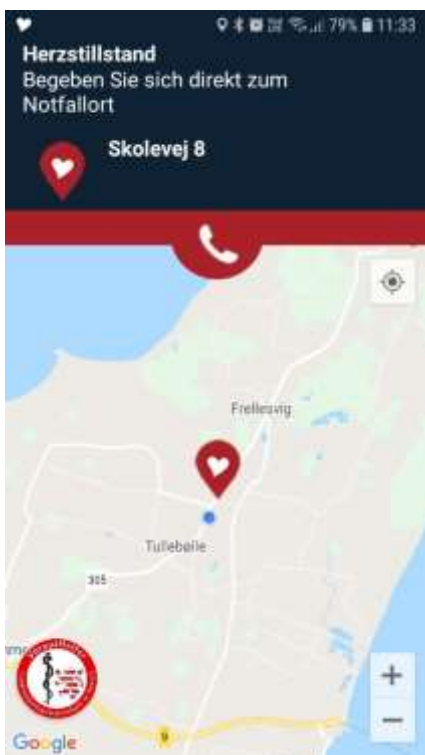 79% 11:33
Herzstillstand
Begeben Sie sich direkt zum
Notfallort
Skolevej 8
Frellesvig
Tullebølle
305
9
Google